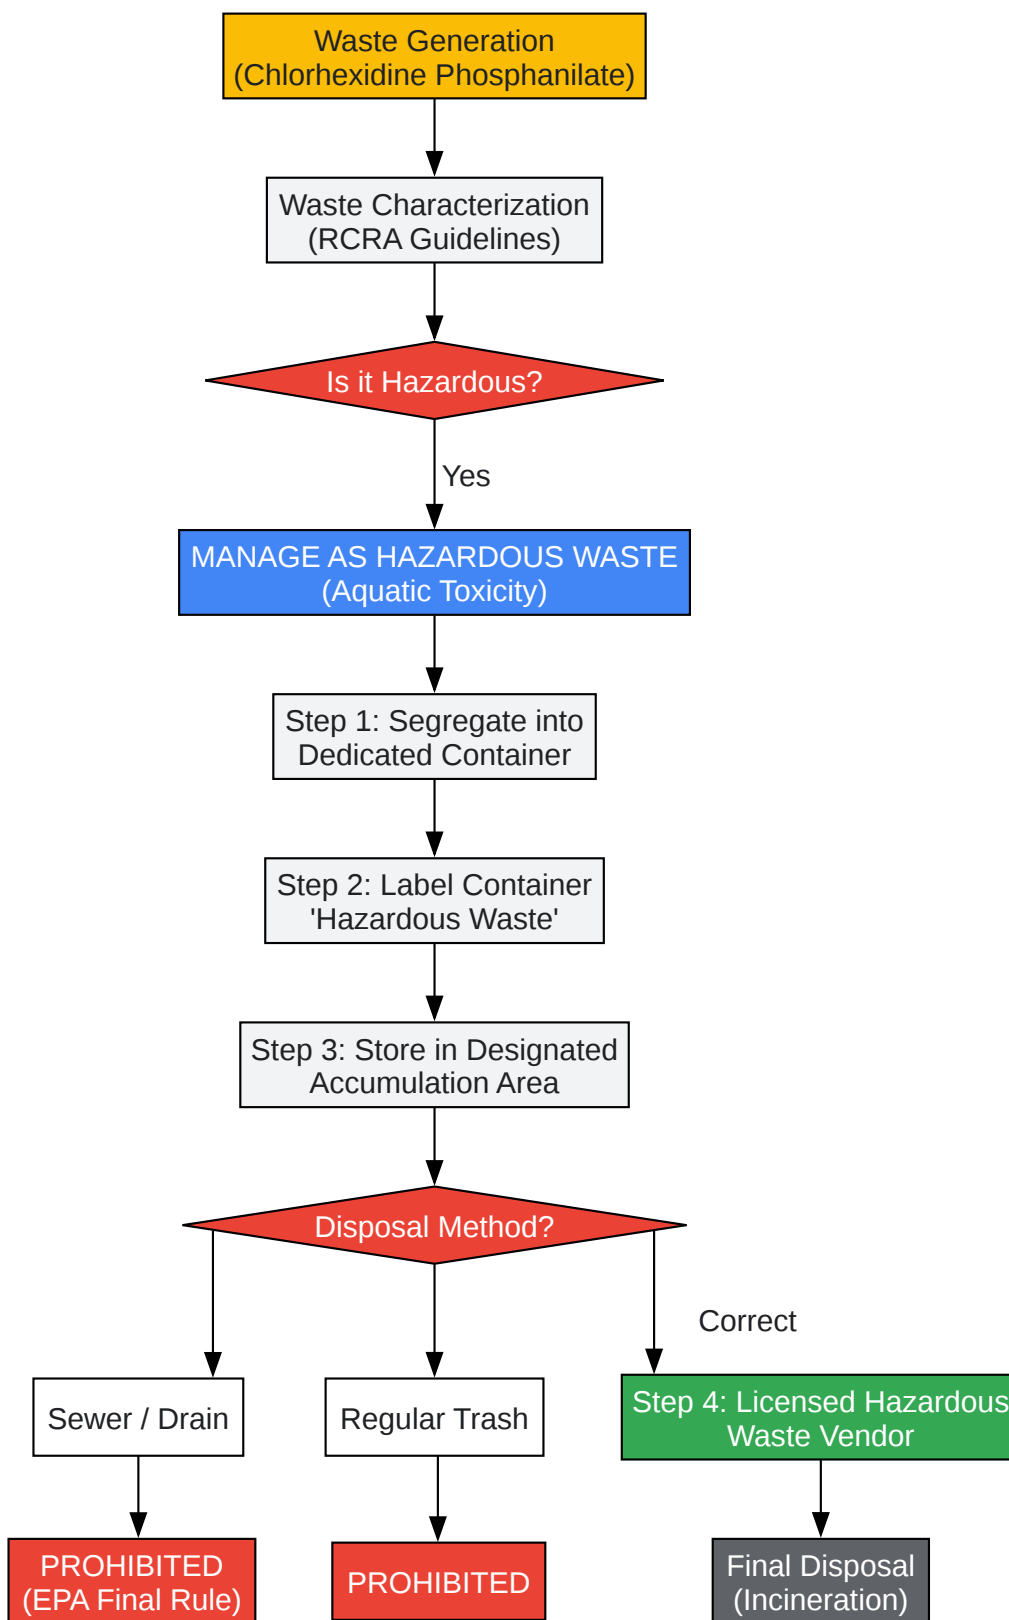 Waste Generation
(Chlorhexidine Phosphanilate)
Waste Characterization
(RCRA Guidelines)
Is it Hazardous?
Yes
MANAGE AS HAZARDOUS WASTE
(Aquatic Toxicity)
Step 1: Segregate into
Dedicated Container
Step 2: Label Container
'Hazardous Waste'
Step 3: Store in Designated
Accumulation Area
Disposal Method?
Correct
Sewer / Drain
Regular Trash
Step 4: Licensed Hazardous
Waste Vendor
PROHIBITED
(EPA Final Rule)
PROHIBITED
Final Disposal
(Incineration)